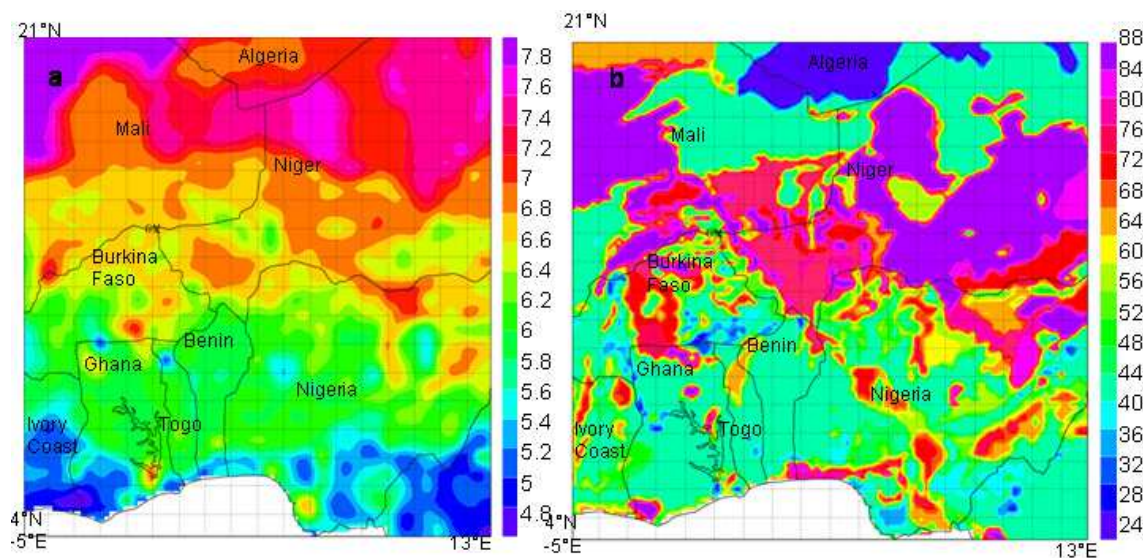 21°N
a
Algeria
Mali
Niger
Burkina
Faso
Benin
Ghana
Nigeria
Ivory
Coast
Togo
4°N
-5°E
13°E
7.8
7.6
7.4
7.2
7
6.8
6.6
6.4
6.2
6
5.8
5.6
5.4
5.2
5
4.8
21°N
b
Algeria
Mali
Niger
Burkina
Faso
Benin
Ghana
Nigeria
Ivory
Coast
Togo
4°N
-5°E
13°E
88
84
80
76
72
68
64
60
56
52
48
44
40
36
32
28
24